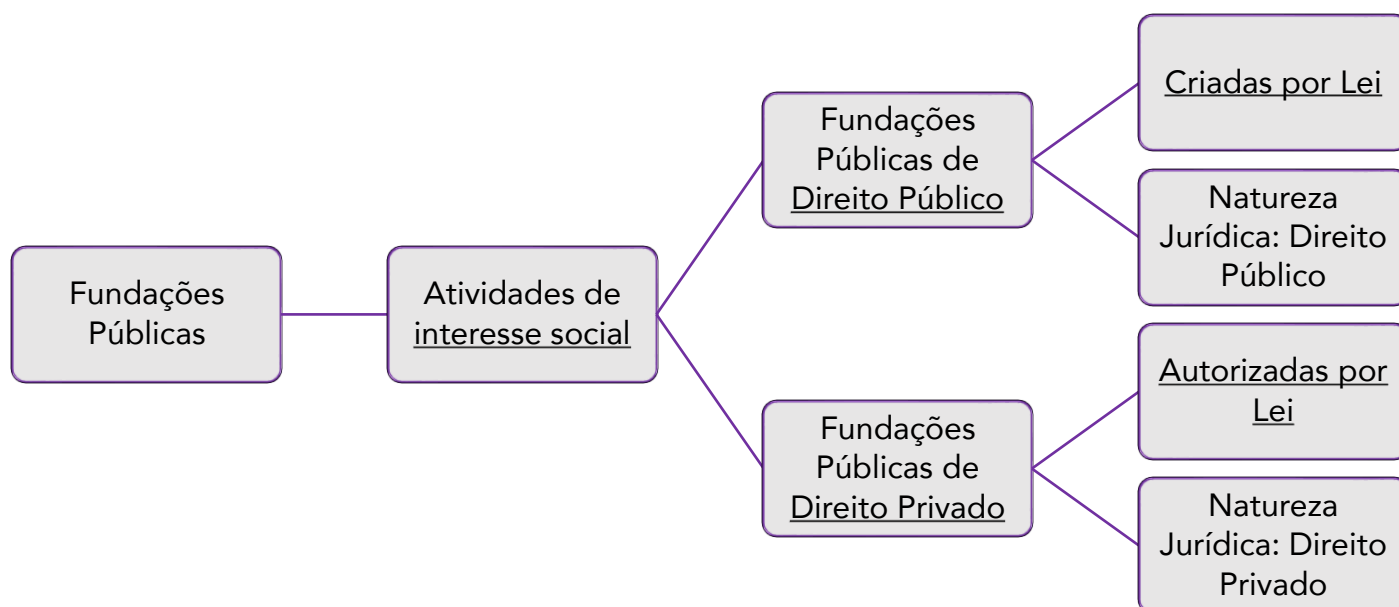 Fundações
Públicas
Atividades de
interesse social
Fundações
Públicas de
Direito Público
Criadas por Lei
Natureza
Jurídica: Direito
Público
Fundações
Públicas de
Direito Privado
Autorizadas por
Lei
Natureza
Jurídica: Direito
Privado